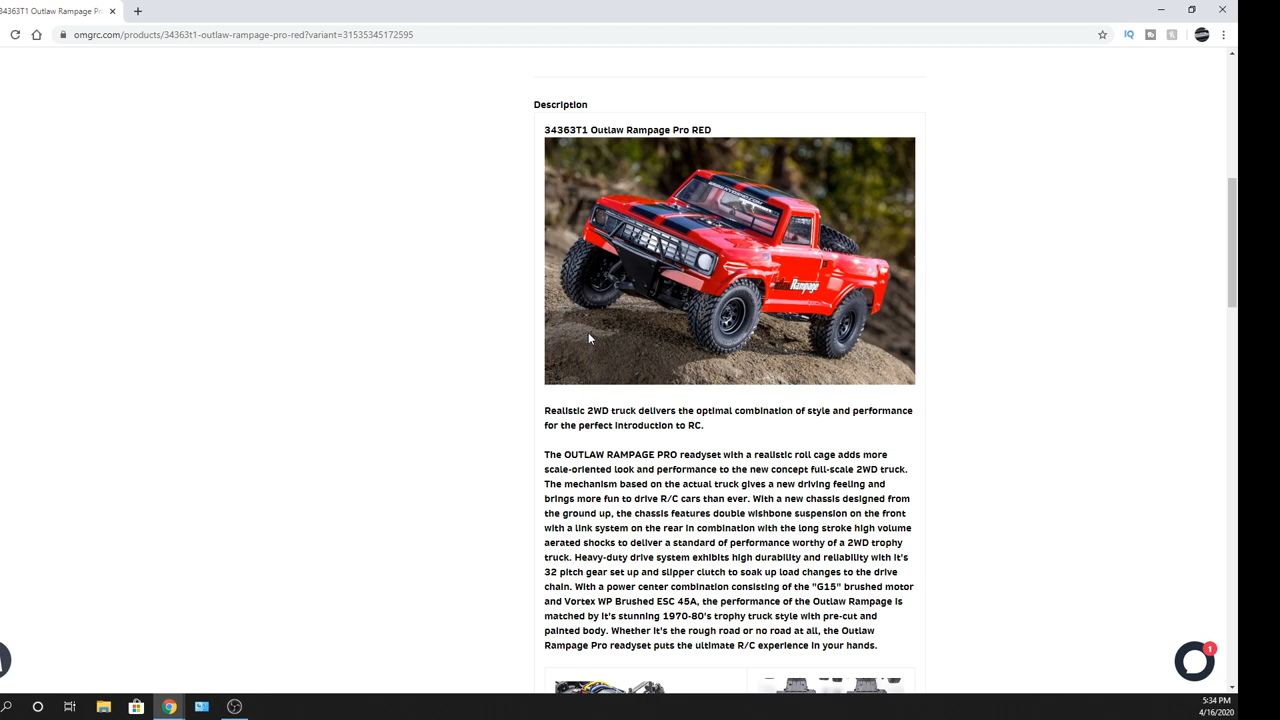 34363T1 Outlaw Rampage Pr
omgrc.com/products/34363t1-outlaw-rampage-pro-red?variant=31535345172595
IQ
Description
34363T1 Outlaw Rampage Pro RED
Rampage
Realistic 2WD truck delivers the optimal combination of style and performance
for the perfect introduction to RC.
The OUTLAW RAMPAGE PRO readyset with a realistic roll cage adds more
scale-oriented look and performance to the new concept full-scale 2WD truck.
The mechanism based on the actual truck gives a new driving feeling and
brings more fun to drive R/C cars than ever. With a new chassis designed from
the ground up, the chassis features double wishbone suspension on the front
with a link system on the rear in combination with the long stroke high volume
aerated shocks to deliver a standard of performance worthy of a 2WD trophy
truck. Heavy-duty drive system exhibits high durability and reliability with it's
32 pitch gear set up and slipper clutch to soak up load changes to the drive
chain. With a power center combination consisting of the "G15" brushed motor
and Vortex WP Brushed ESC 45A, the performance of the Outlaw Rampage is
matched by it's stunning 1970-80's trophy truck style with pre-cut and
painted body. Whether it's the rough road or no road at all, the Outlaw
Rampage Pro readyset puts the ultimate R/C experience in your hands.
1
5:34 PM
4/16/2020